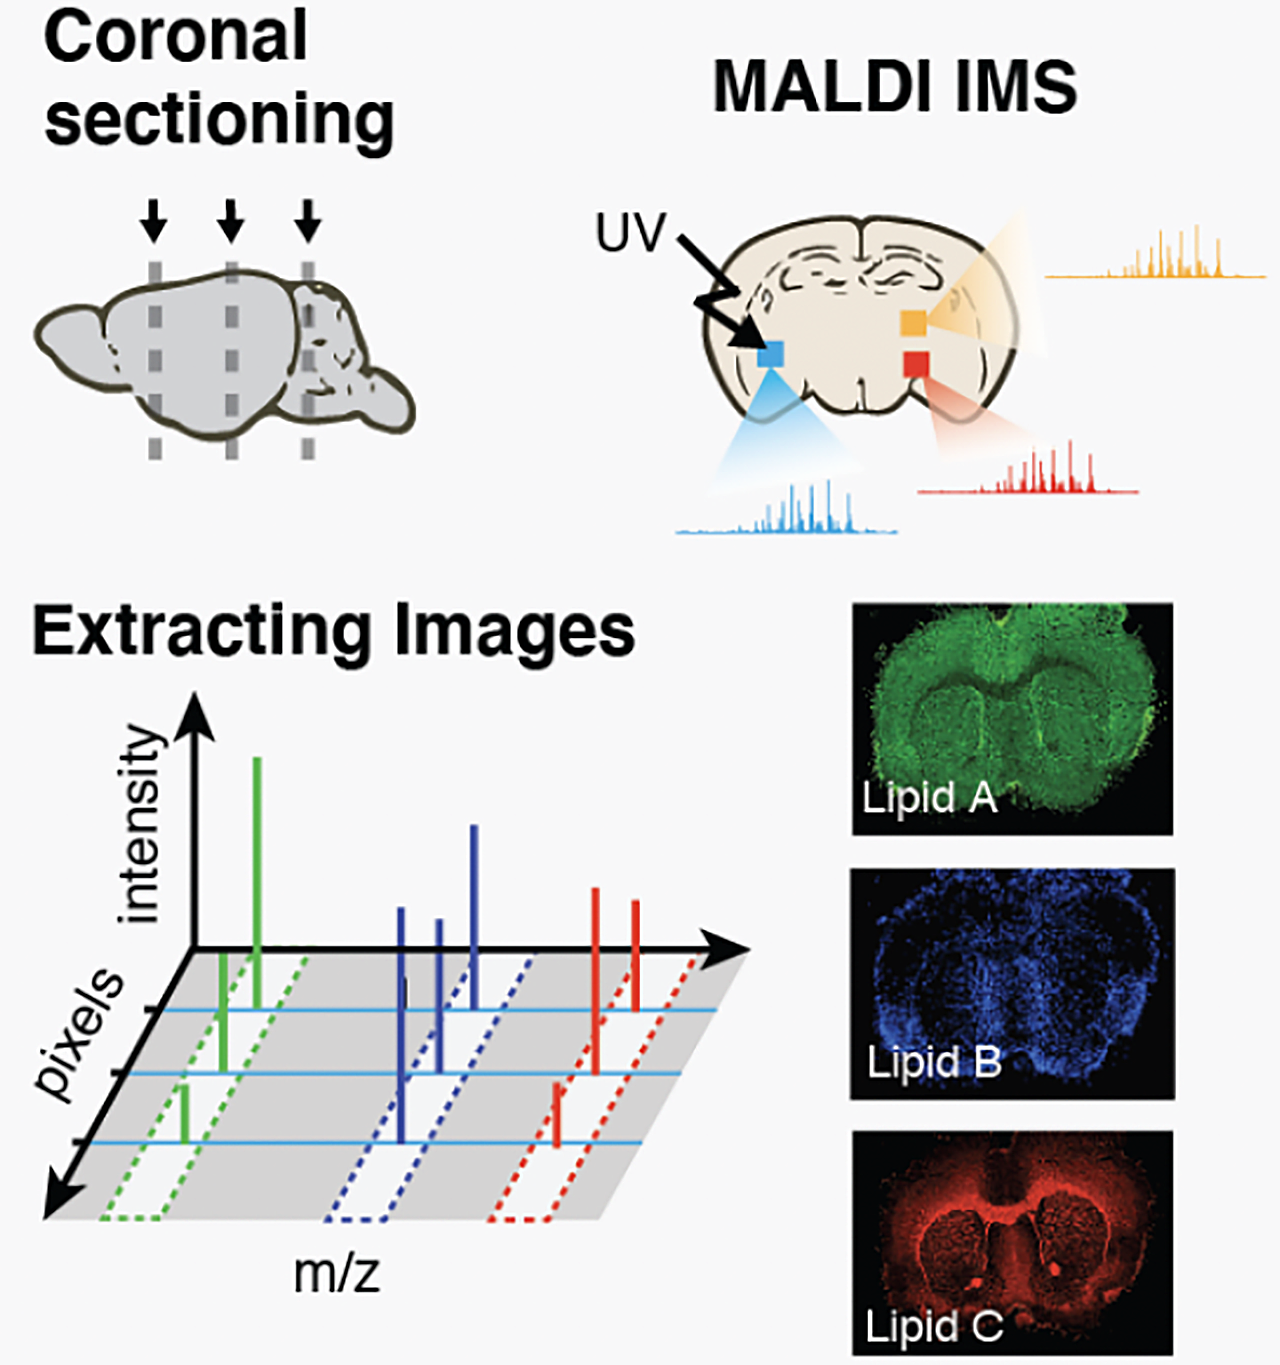 Coronal
sectioning
MALDI IMS
UV
Extracting Images
intensity
pixels
m/z
Lipid A
Lipid B
Lipid C